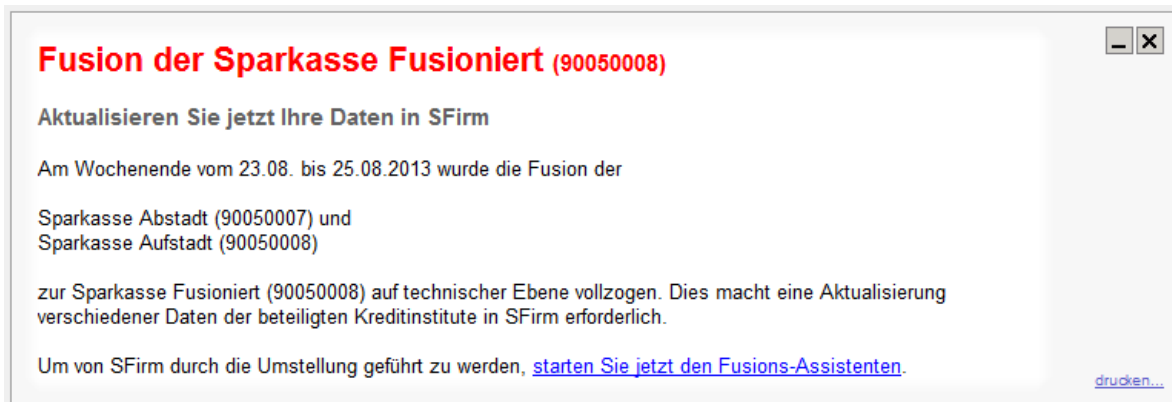 Fusion der Sparkasse Fusioniert (90050008)
Aktualisieren Sie jetzt Ihre Daten in SFirm
Am Wochenende vom 23.08. bis 25.08.2013 wurde die Fusion der
Sparkasse Abstadt (90050007) und
Sparkasse Aufstadt (90050008)
zur Sparkasse Fusioniert (90050008) auf technischer Ebene vollzogen. Dies macht eine Aktualisierung
verschiedener Daten der beteiligten Kreditinstitute in SFirm erforderlich.
Um von SFirm durch die Umstellung geführt zu werden, starten Sie jetzt den Fusions-Assistenten.
drucken...